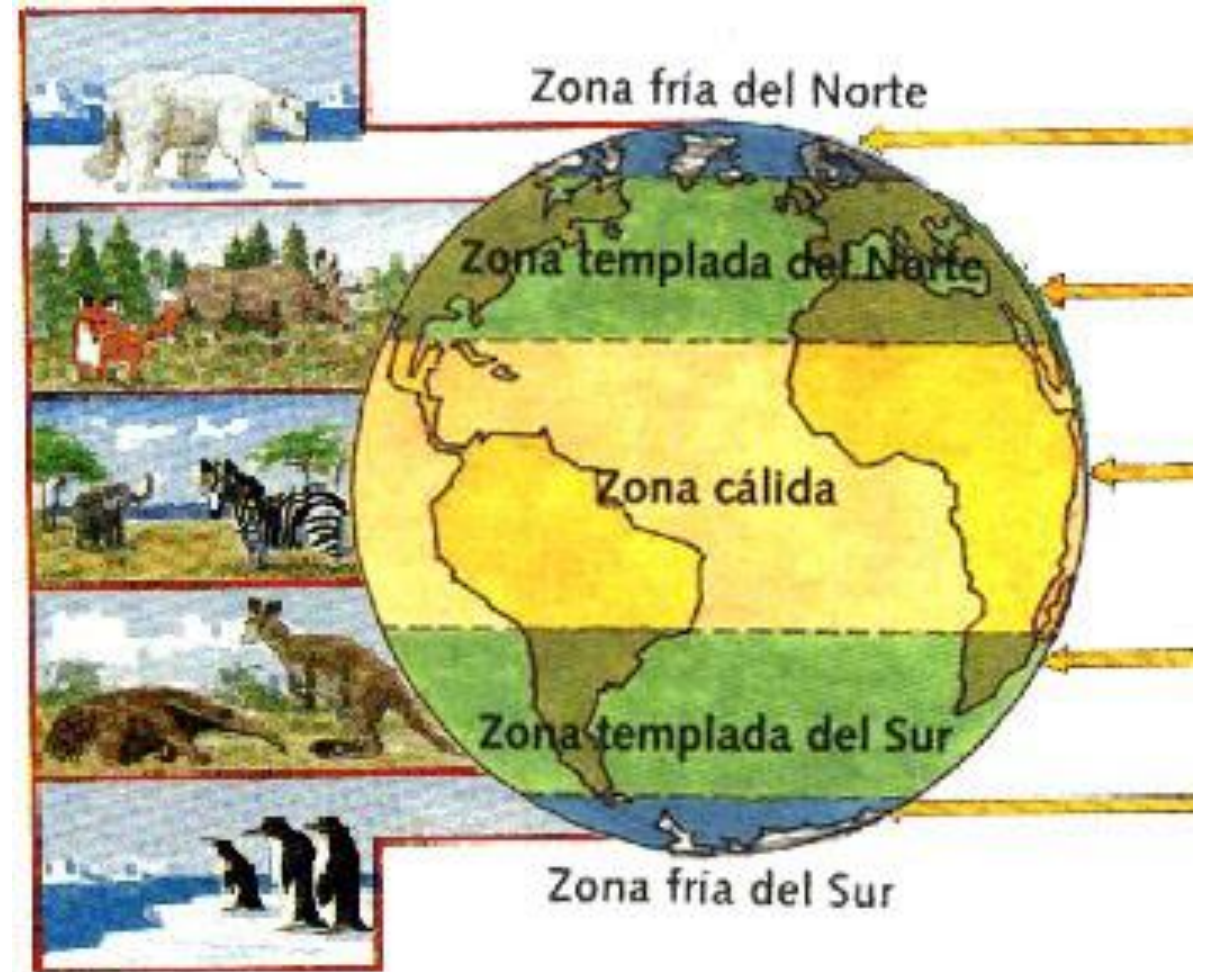 Zona fría del Norte
Zona templada del Norte
Zona cálida
Zona templada del Sur
Zona fría del Sur